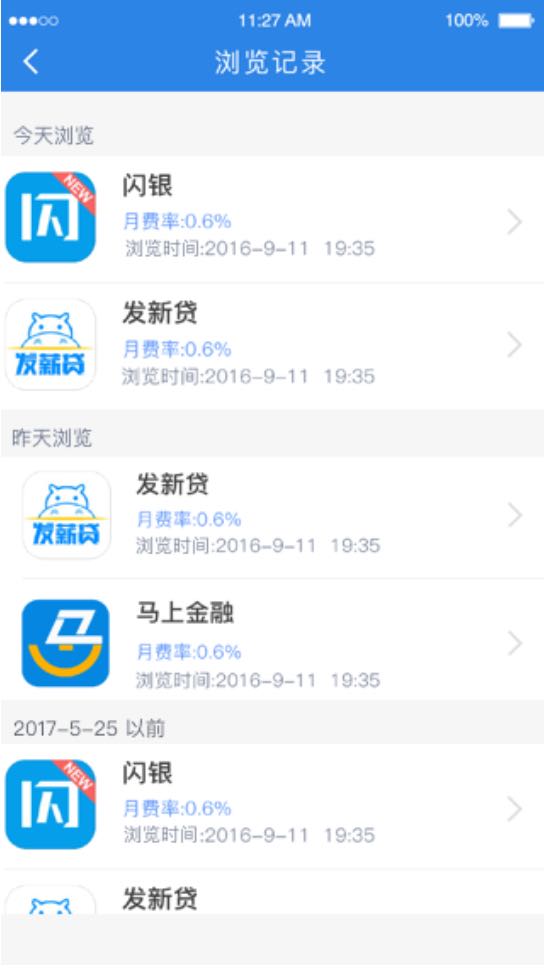 11:27 AM
100%
浏览记录
今天浏览
NEW
闪
闪银
月费率:0.6%
浏览时间:2016-9-11 19:35
发薪贷
发新贷
月费率:0.6%
浏览时间:2016-9-11 19:35
昨天浏览
发薪贷
发新贷
月费率:0.6%
浏览时间:2016-9-11 19:35
马上金融
月费率:0.6%
浏览时间:2016-9-11 19:35
2017-5-25 以前
NEW
闪
闪银
月费率:0.6%
浏览时间:2016-9-11 19:35
发新贷